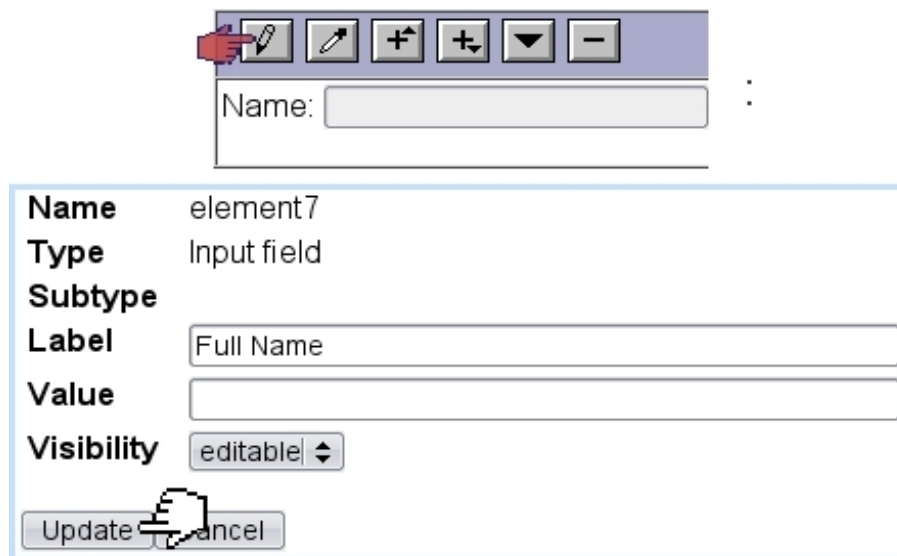 Name:
:
Name element7
Type Input field
Subtype
Label Full Name
Value
Visibility editable
Update ancel